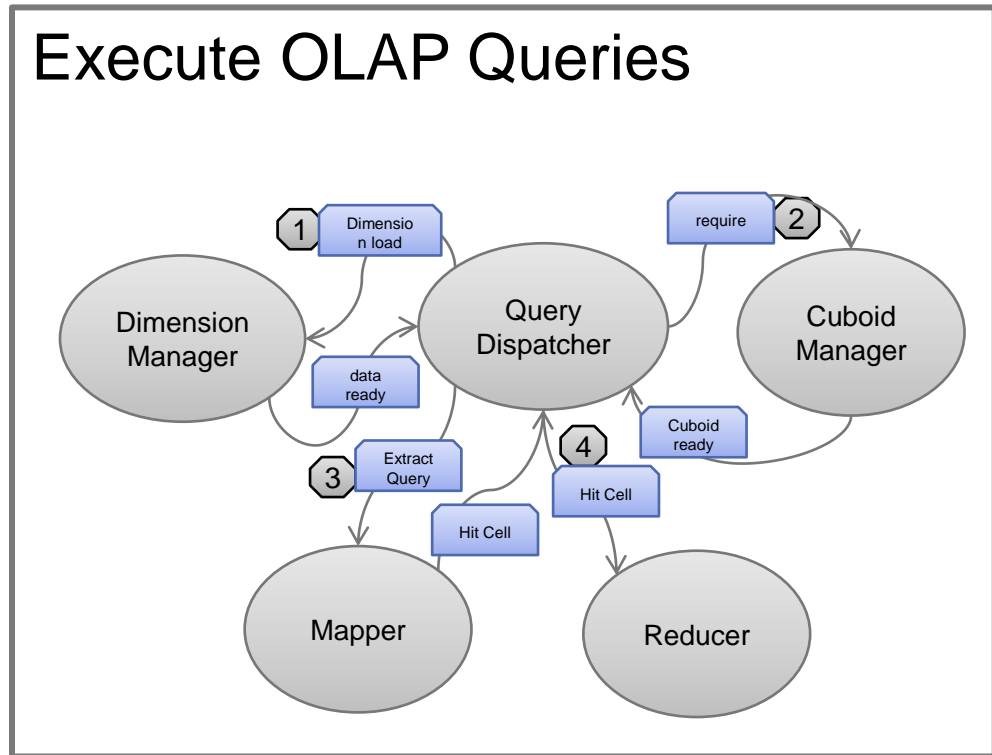 Execute OLAP Queries
1
Dimensio
n load
require
2
Dimension
Manager
Query
Dispatcher
Cuboid
Manager
data
ready
Cuboid
ready
3
Extract
Query
4
Hit Cell
Hit Cell
Mapper
Reducer